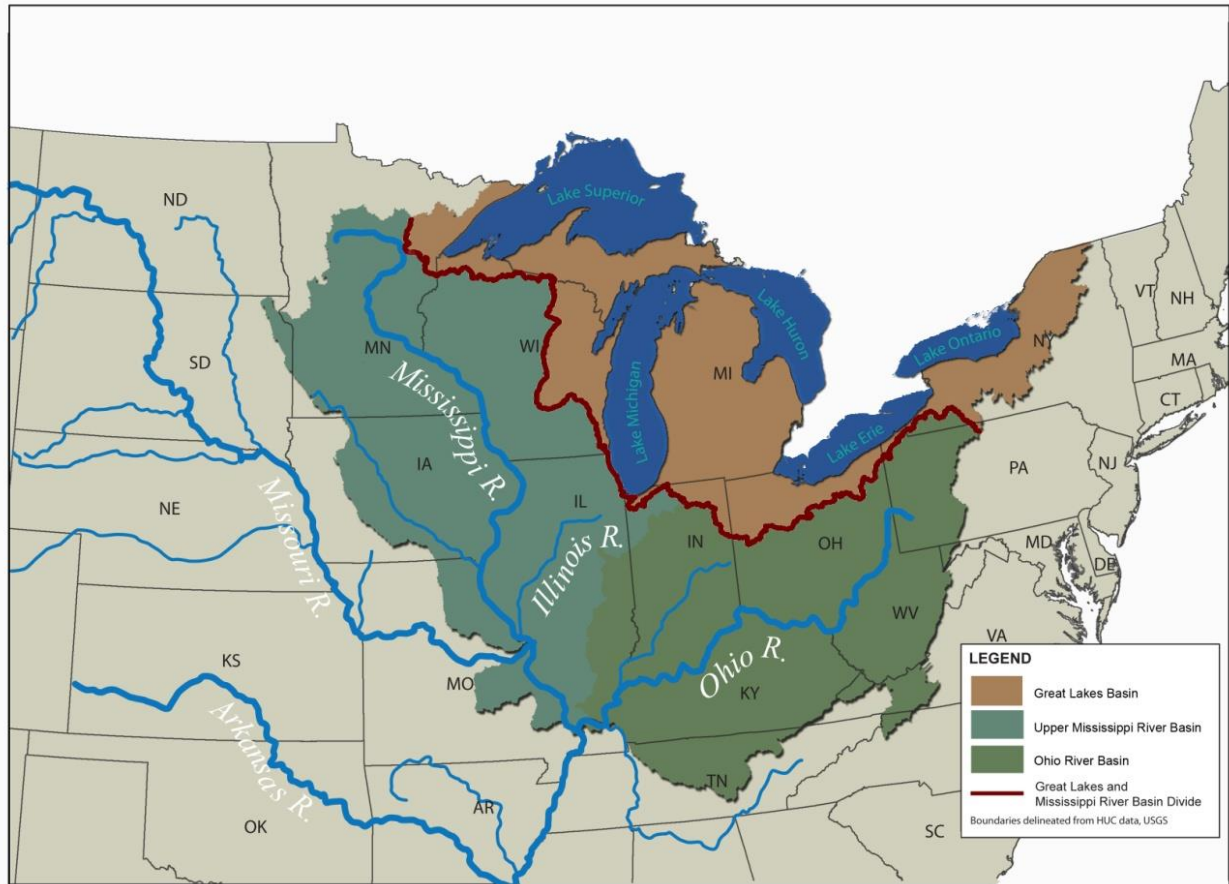 Lake Superior
ND
Lake Huron
VT
NH
Lake Ontario
NY
MN
WI
SD
MI
MA
Lake Michigan
CT
Mississippi R.
Lake Erie
IA
PA
NJ
NE
IL
Illinois R.
IN
OH
MD
DE
Missouri R.
WV
VA
KS
MO
Ohio R.
KY
Arkansas R.
TN
AR
OK
SC
LEGEND
Great Lakes Basin
Upper Mississippi River Basin
Ohio River Basin
Great Lakes and
Mississippi River Basin Divide
Boundaries delineated from HUC data, USGS